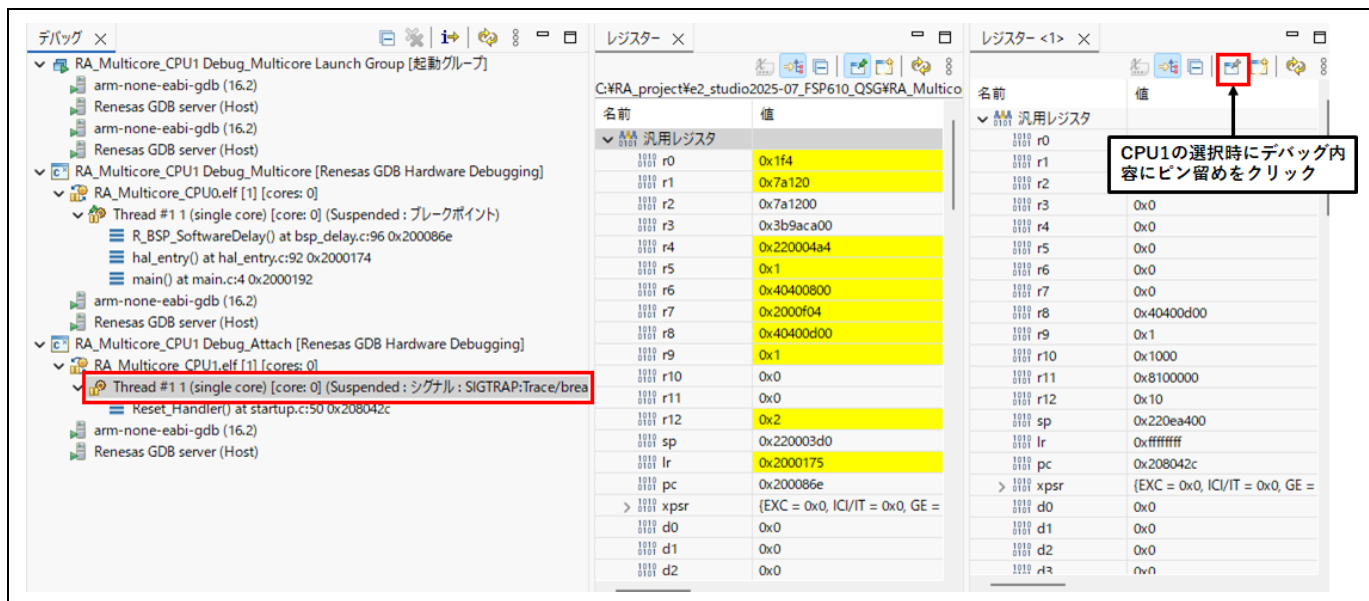 デバッグ
RA_Multicore_CPU1 Debug_Multicore Launch Group [起動グループ]
arm-none-eabi-gdb (16.2)
Renesas GDB server (Host)
arm-none-eabi-gdb (16.2)
Renesas GDB server (Host)
RA_Multicore_CPU1 Debug_Multicore [Renesas GDB Hardware Debugging]
RA_Multicore_CPU0.elf [1] [cores: 0]
Thread #1 1 (single core) [core: 0] (Suspended : ブレークポイント)
R_BSP_SoftwareDelay() at bsp_delay.c:96 0x200086e
hal_entry() at hal_entry.c:92 0x2000174
main() at main.c:4 0x2000192
arm-none-eabi-gdb (16.2)
Renesas GDB server (Host)
RA_Multicore_CPU1 Debug_Attach [Renesas GDB Hardware Debugging]
RA_Multicore_CPU1.elf [1] [cores: 0]
Thread #1 1 (single core) [core: 0] (Suspended : シグナル : SIGTRAP:Trace/brea
Reset_Handler() at startup.c:50 0x208042c
arm-none-eabi-gdb (16.2)
Renesas GDB server (Host)
レジスター
C:¥RA_project¥e2_studio2025-07_FSP610_QSG¥RA_Multico
名前 値
汎用レジスタ
r0 0x1f4
r1 0x7a120
r2 0x7a1200
r3 0x3b9aca00
r4 0x220004a4
r5 0x1
r6 0x40400800
r7 0x2000f04
r8 0x40400d00
r9 0x1
r10 0x0
r11 0x0
r12 0x2
sp 0x220003d0
lr 0x2000175
pc 0x200086e
xpsr {EXC = 0x0, ICI/IT = 0x0, GE =
d0 0x0
d1 0x0
d2 0x0
レジスター <1>
名前 値
汎用レジスタ
r0
r1
r2
r3 0x0
r4 0x0
r5 0x0
r6 0x0
r7 0x0
r8 0x40400d00
r9 0x1
r10 0x1000
r11 0x8100000
r12 0x10
sp 0x220ea400
lr 0xffffffff
pc 0x208042c
xpsr {EXC = 0x0, ICI/IT = 0x0, GE =
d0 0x0
d1 0x0
d2 0x0
d3 0x0
CPU1の選択時にデバッグ内
容にピン留めをクリック